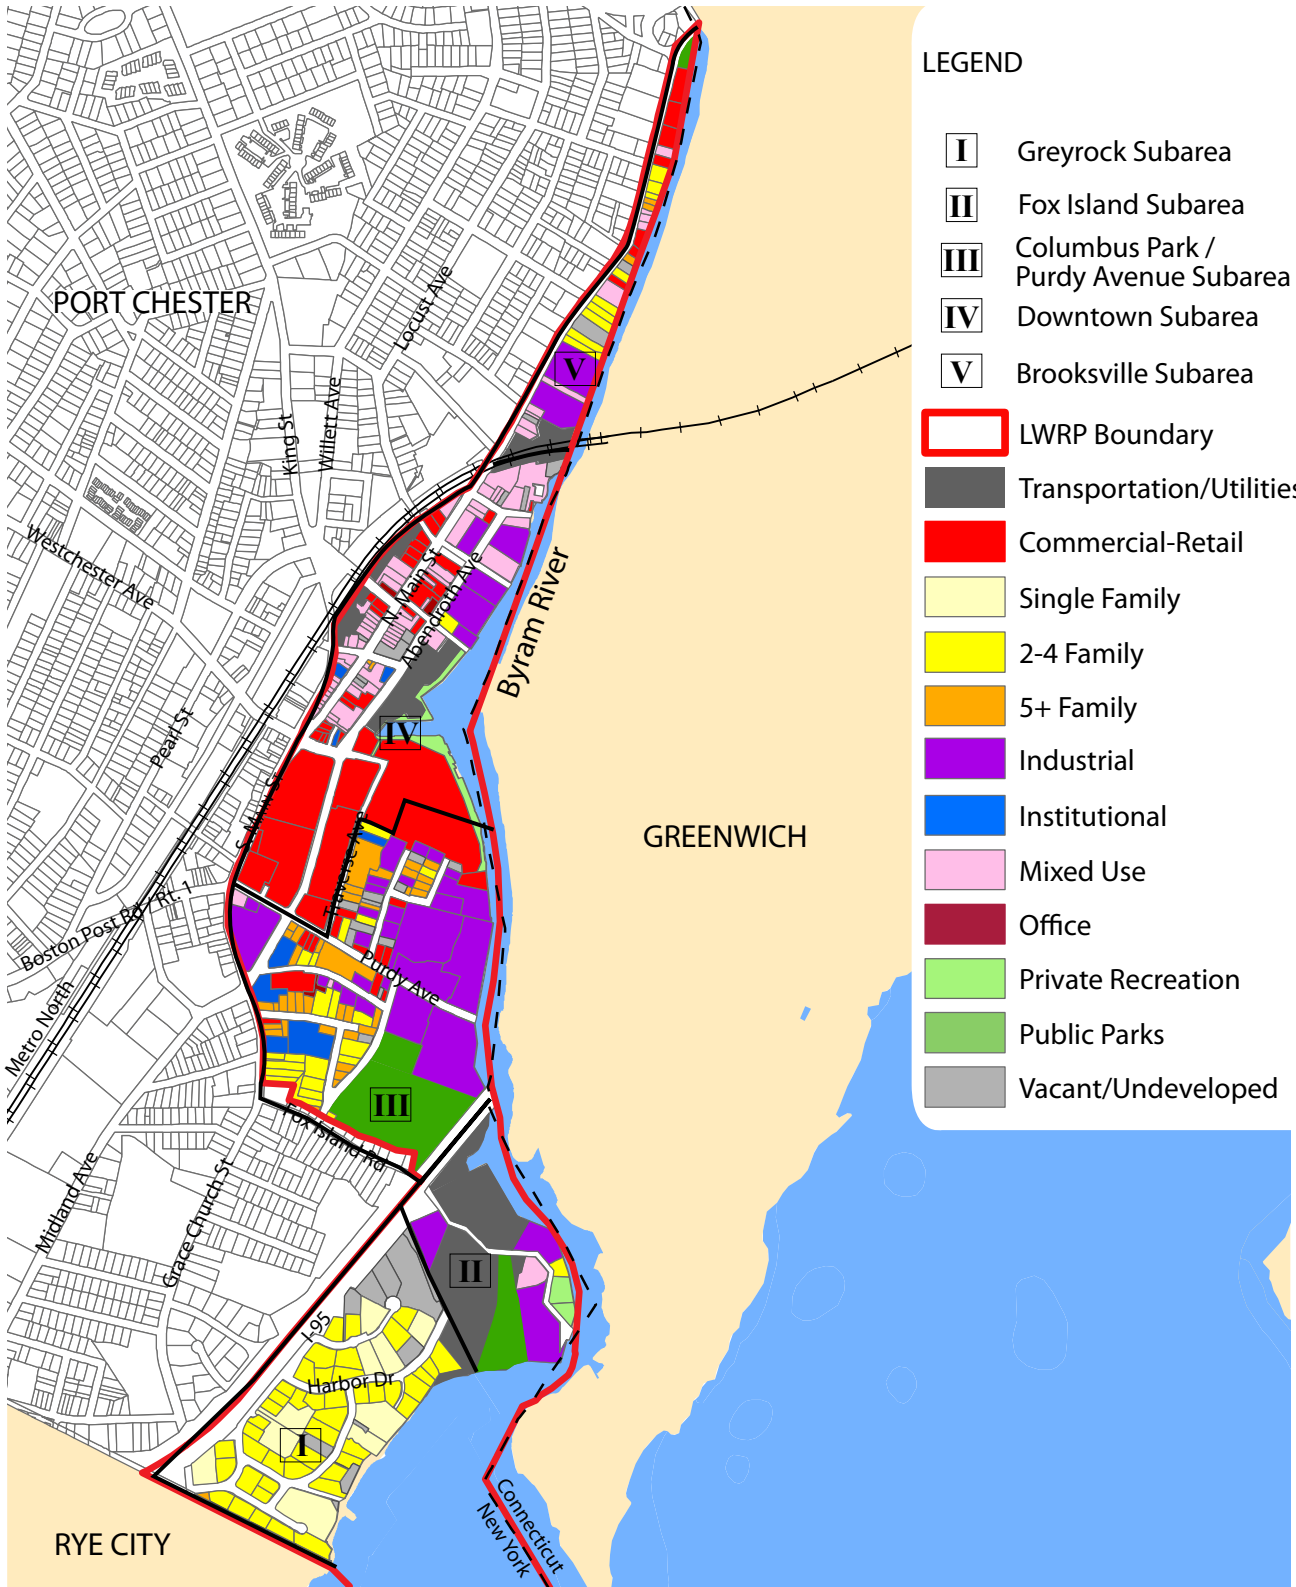 LEGEND
I Greyrock Subarea
II Fox Island Subarea
III Columbus Park /
Purdy Avenue Subarea
IV Downtown Subarea
V Brooksville Subarea
LWRP Boundary
Transportation/Utilities
Commercial-Retail
Single Family
2-4 Family
5+ Family
Industrial
Institutional
Mixed Use
Office
Private Recreation
Public Parks
Vacant/Undeveloped
PORT CHESTER
Locust Ave
King St
Willett Ave
V
Westchester Ave
N. Main St
Abendroth Ave
Byram River
Pearl St
IV
S. Main St
Traverse Ave
GREENWICH
Boston Post Rd / Rt. 1
Purdy Ave
Metro North
III
Fox Island Rd
Midland Ave
Grace Church St
II
I-95
Harbor Dr
I
Connecticut
New York
RYE CITY